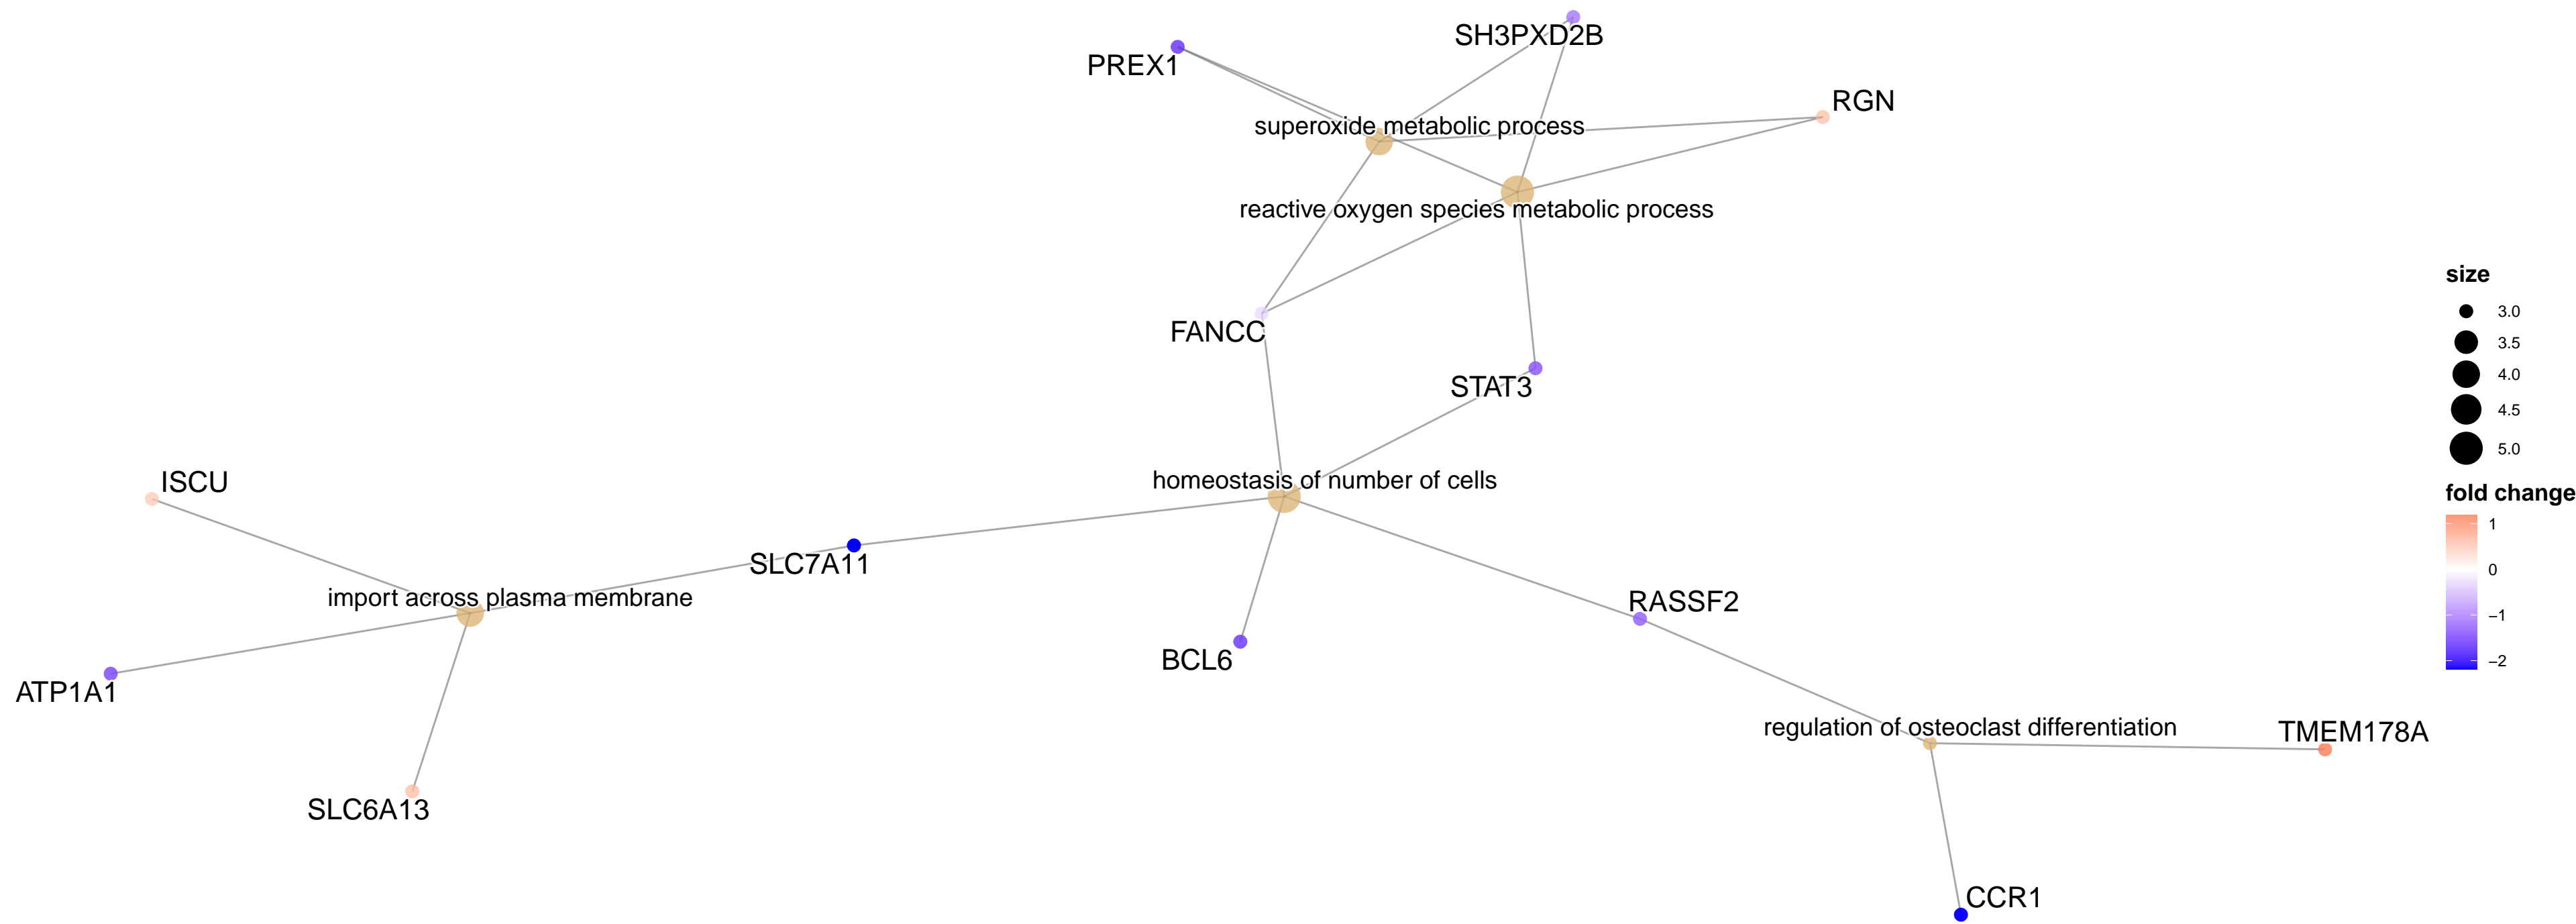 SH3PXD2B
PREX1
RGN
superoxide metabolic process
reactive oxygen species metabolic process
FANCC
STAT3
homeostasis of number of cells
ISCU
SLC7A11
import across plasma membrane
RASSF2
BCL6
ATP1A1
regulation of osteoclast differentiation
TMEM178A
SLC6A13
CCR1
size
3.0
3.5
4.0
4.5
5.0
fold change
1
0
−1
−2